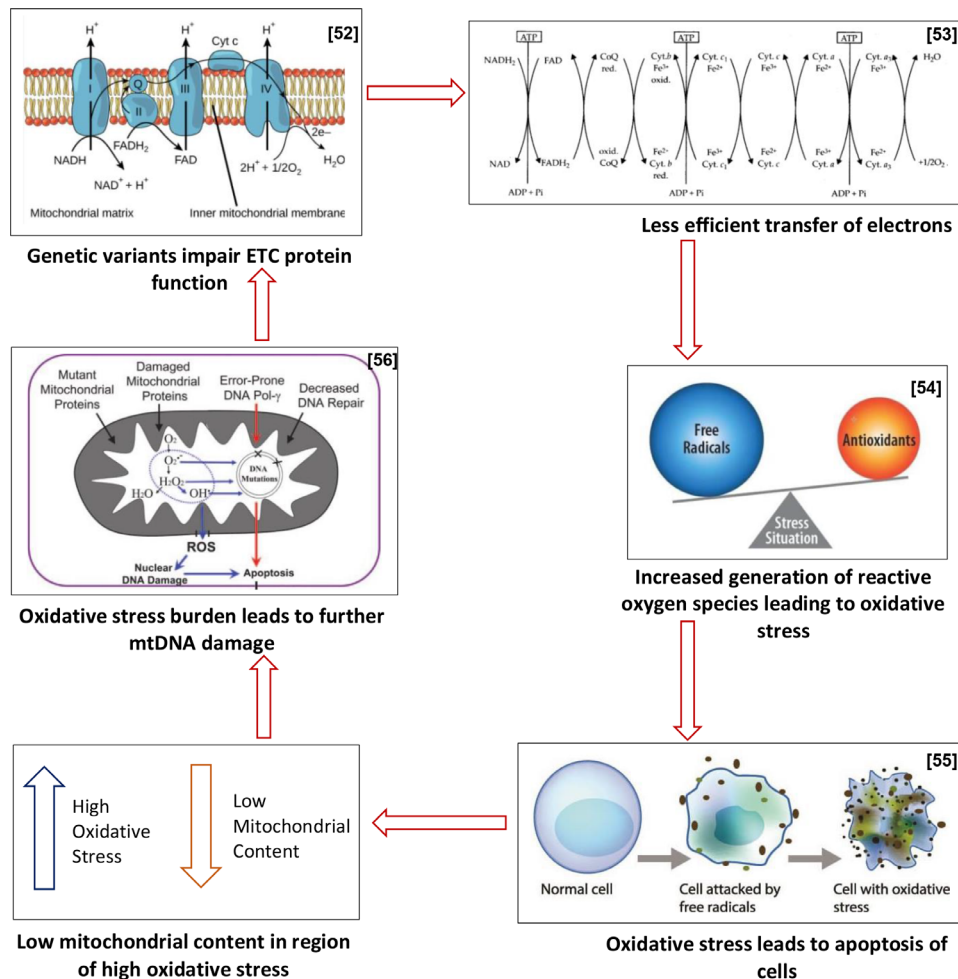 [52]
H+ H+ Cyt c H+
I Q II III IV
FADH2
2e–
NADH FAD H2O
2H+ + 1/2O2
NAD+ + H+
Mitochondrial matrix Inner mitochondrial membrane
Genetic variants impair ETC protein
function
[53]
ATP ATP ATP
NADH2 FAD CoQ Cyt.b Cyt. c1 Cyt. c Cyt. a Cyt. a3 H2O
red. Fe3+ Fe2+ Fe3+ Fe2+ Fe3+
oxid.
oxid. Fe2+ Fe3+ Fe2+ Fe3+ Fe2+
NAD FADH2 CoQ Cyt. b Cyt. c1 Cyt. c Cyt. a Cyt. a3 +1/2O2.
red.
ADP + Pi ADP + Pi ADP + Pi
Less efficient transfer of electrons
[54]
Free
Radicals
Antioxidants
Stress
Situation
Increased generation of reactive
oxygen species leading to oxidative
stress
[55]
Normal cell
Cell attacked by
free radicals
Cell with oxidative
stress
Oxidative stress leads to apoptosis of
cells
High
Oxidative
Stress
Low
Mitochondrial
Content
Low mitochondrial content in region
of high oxidative stress
[56]
Mutant
Mitochondrial
Proteins
Damaged
Mitochondrial
Proteins
Error-Prone
DNA Pol-γ
Decreased
DNA Repair
O2
O2•-
H2O2
H2O OH•
DNA
Mutations
ROS
Nuclear
DNA Damage
Apoptosis
Oxidative stress burden leads to further
mtDNA damage